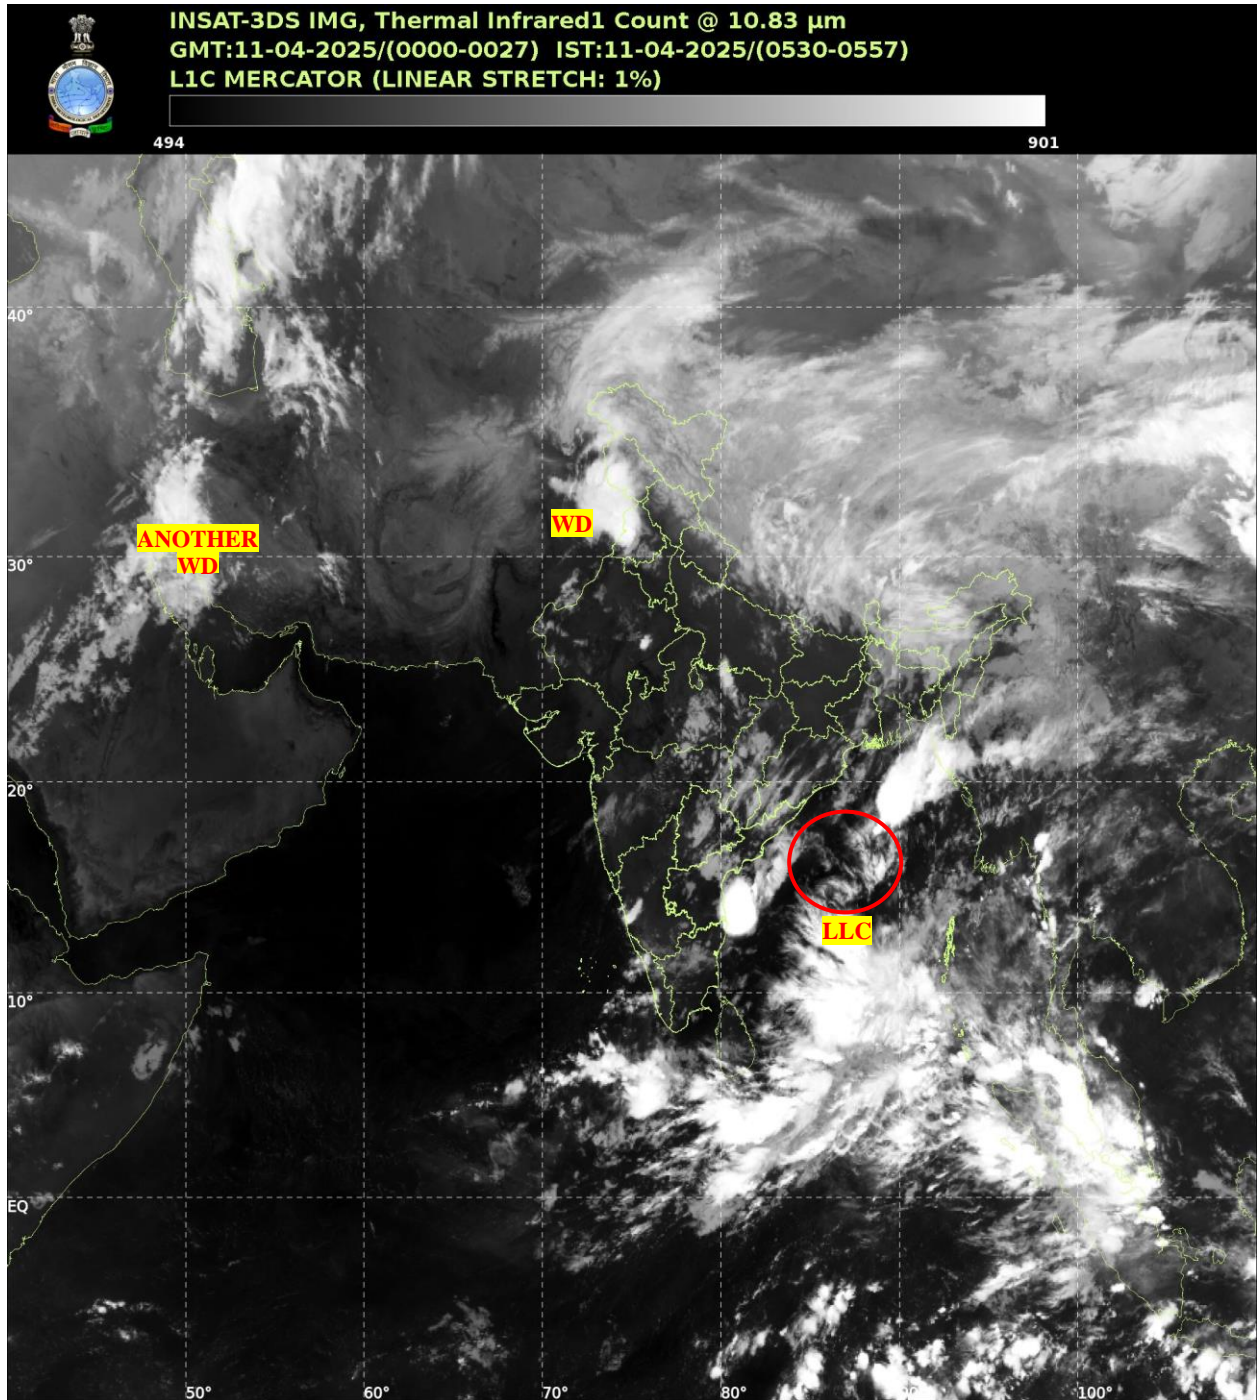 INSAT-3DS IMG, Thermal Infrared1 Count @ 10.83 μm
GMT:11-04-2025/(0000-0027) IST:11-04-2025/(0530-0557)
L1C MERCATOR (LINEAR STRETCH: 1%)
494 901
40°
WD
ANOTHER
WD
30°
20°
LLC
10°
EQ
50° 60° 70° 80° 90° 100°